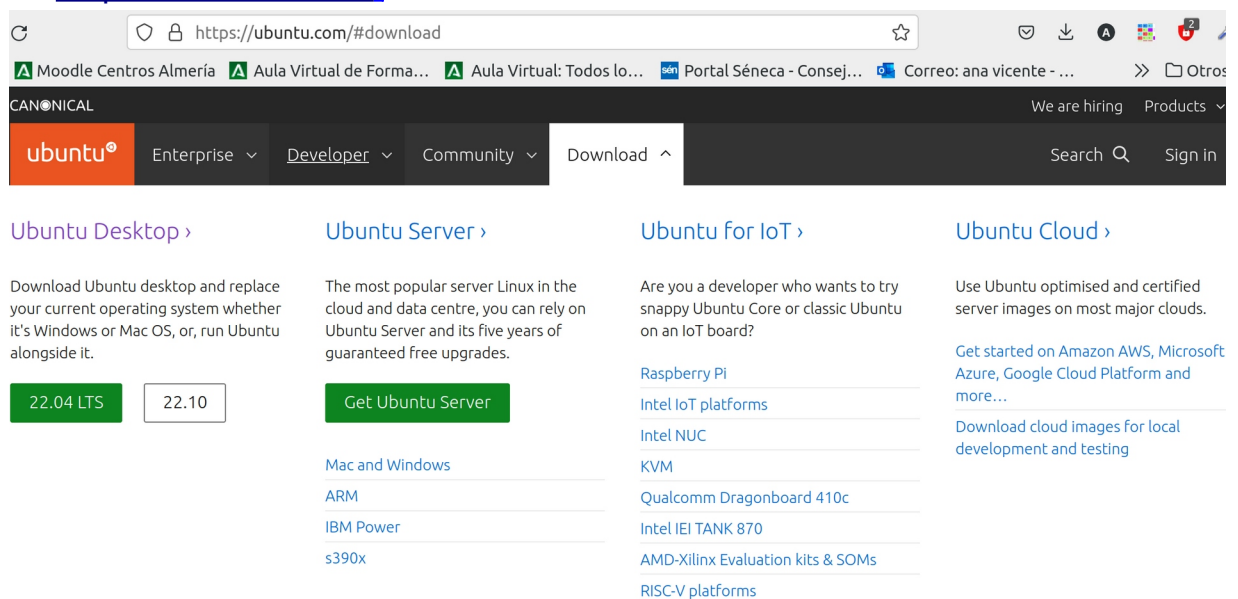 https://ubuntu.com/#download
Moodle Centros Almería Aula Virtual de Forma... Aula Virtual: Todos lo... sén Portal Séneca - Consej... Correo: ana vicente - ... Otros
CANONICAL We are hiring Products
ubuntu Enterprise Developer Community Download Search Sign in
Ubuntu Desktop ›
Download Ubuntu desktop and replace
your current operating system whether
it's Windows or Mac OS, or, run Ubuntu
alongside it.
22.04 LTS 22.10
Ubuntu Server ›
The most popular server Linux in the
cloud and data centre, you can rely on
Ubuntu Server and its five years of
guaranteed free upgrades.
Get Ubuntu Server
Mac and Windows
ARM
IBM Power
s390x
Ubuntu for IoT ›
Are you a developer who wants to try
snappy Ubuntu Core or classic Ubuntu
on an IoT board?
Raspberry Pi
Intel IoT platforms
Intel NUC
KVM
Qualcomm Dragonboard 410c
Intel IEI TANK 870
AMD-Xilinx Evaluation kits & SOMs
RISC-V platforms
Ubuntu Cloud ›
Use Ubuntu optimised and certified
server images on most major clouds.
Get started on Amazon AWS, Microsoft
Azure, Google Cloud Platform and
more…
Download cloud images for local
development and testing